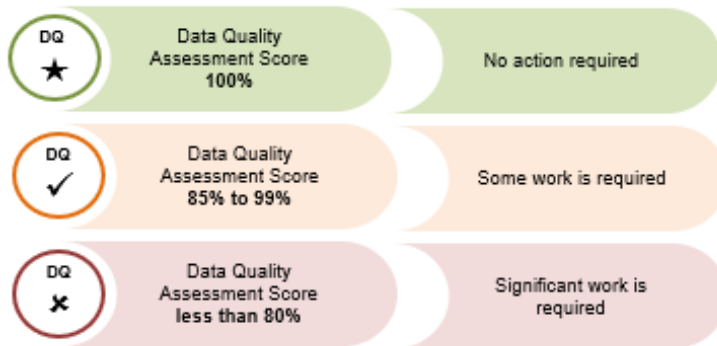 DQ
Data Quality
Assessment Score
100%
No action required
DQ
Data Quality
Assessment Score
85% to 99%
Some work is required
DQ
Data Quality
Assessment Score
less than 80%
Significant work is
required